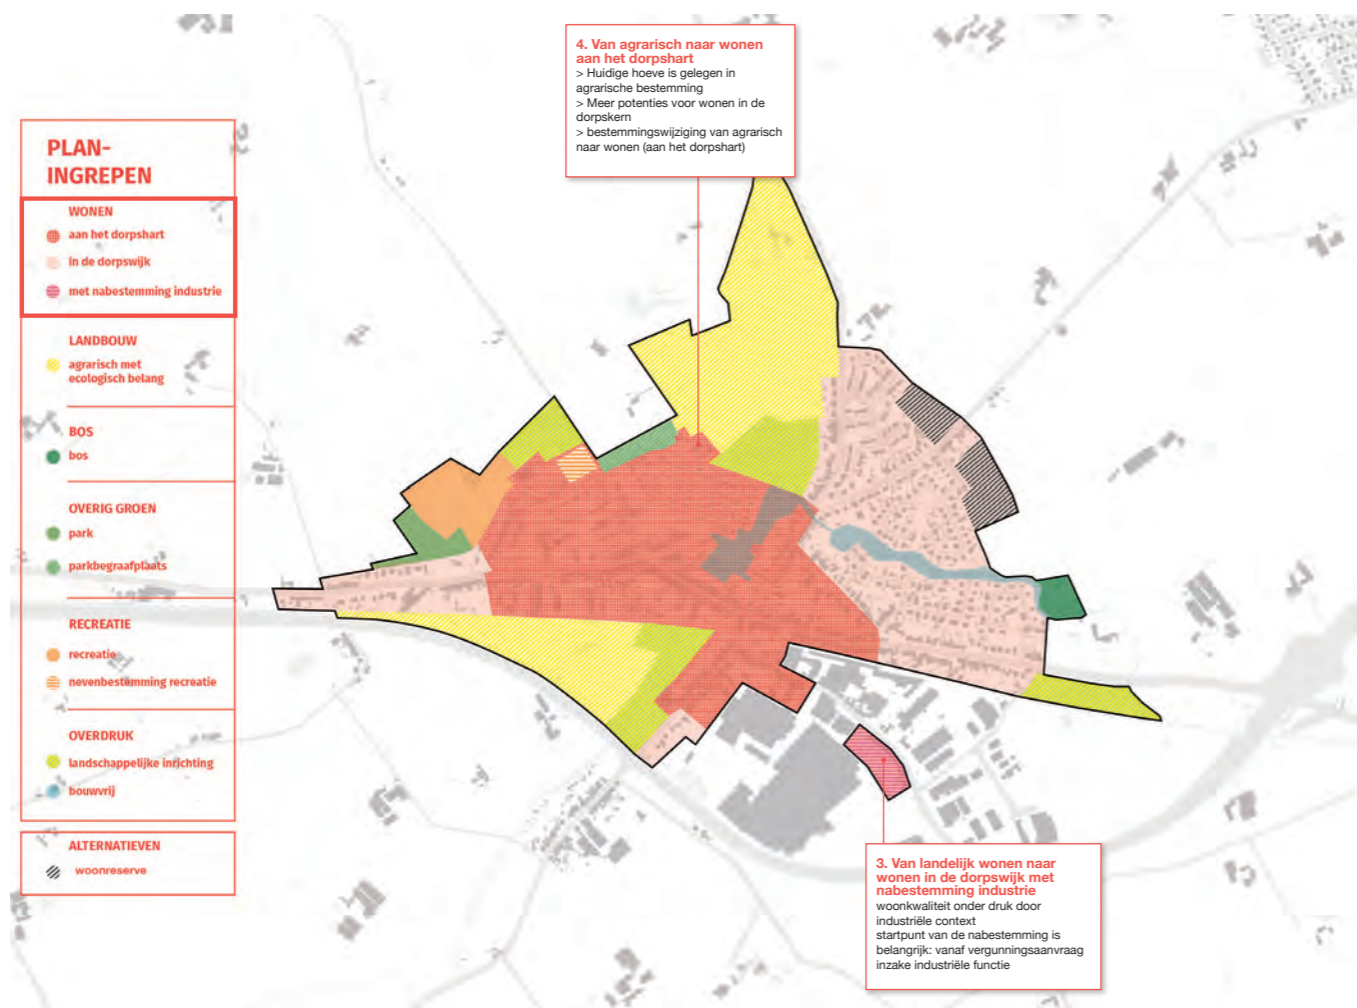 4. Van agrarisch naar wonen
aan het dorpshart
> Huidige hoeve is gelegen in
agrarische bestemming
> Meer potenties voor wonen in de
dorpskern
> bestemmingswijziging van agrarisch
naar wonen (aan het dorpshart)
PLAN-
INGREPEN
WONEN
aan het dorpshart
in de dorpswijk
met nabestemming industrie
LANDBOUW
agrarisch met
ecologisch belang
BOS
bos
OVERIG GROEN
park
parkbegraafplaats
RECREATIE
recreatie
nevenbestemming recreatie
OVERDRUK
landschappelijke inrichting
bouwvrij
ALTERNATIEVEN
woonreserve
3. Van landelijk wonen naar
wonen in de dorpswijk met
nabestemming industrie
woonkwaliteit onder druk door
industriële context
startpunt van de nabestemming is
belangrijk: vanaf vergunningsaanvraag
inzake industriële functie